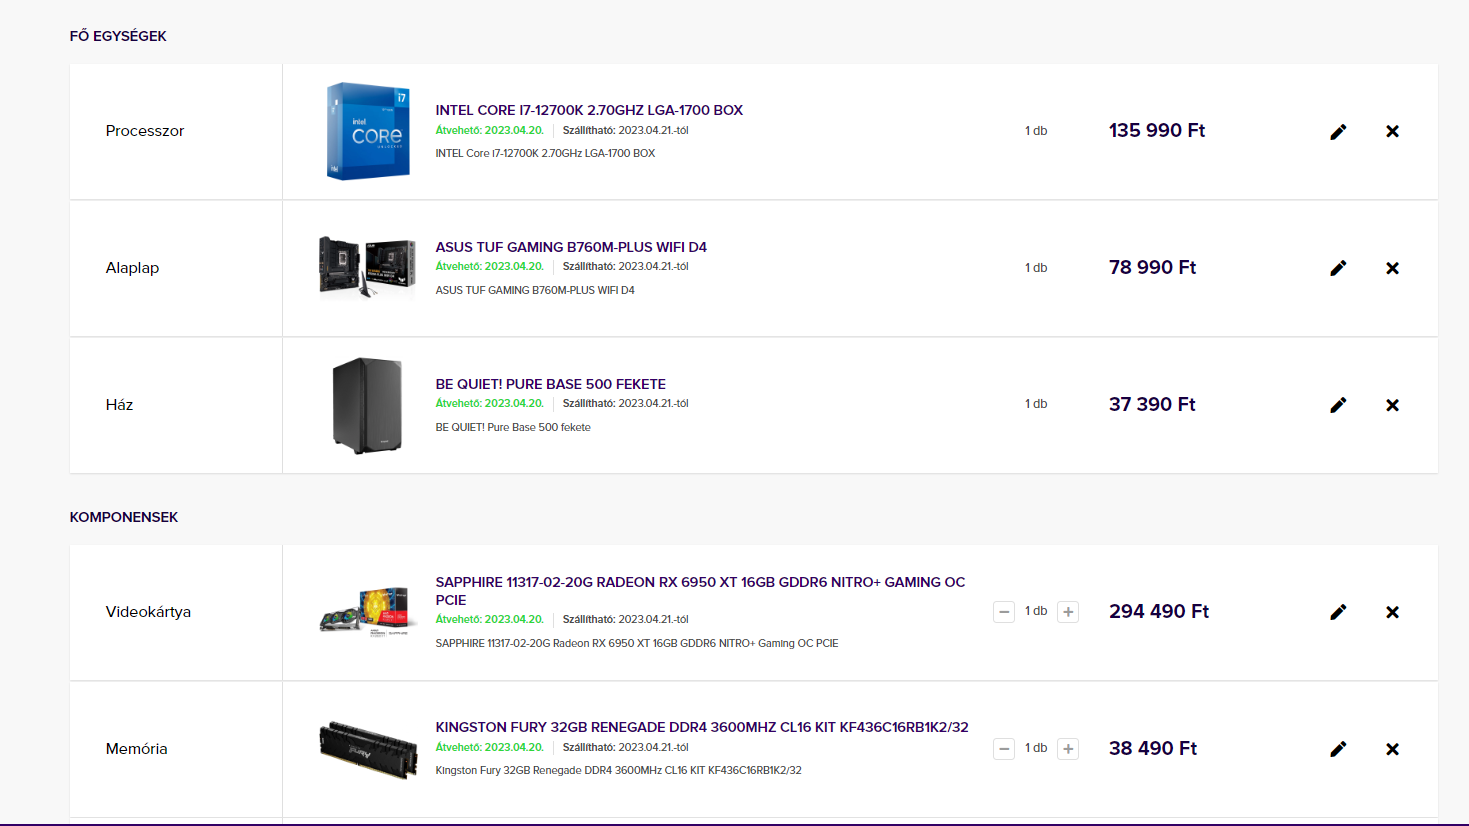 FŐ EGYSÉGEK
Processzor
INTEL CORE I7-12700K 2.70GHZ LGA-1700 BOX
Átvehető: 2023.04.20. Szállítható: 2023.04.21.-tól
INTEL Core i7-12700K 2.70GHz LGA-1700 BOX
1 db
135 990 Ft
i7
intel
CORE
Alaplap
ASUS TUF GAMING B760M-PLUS WIFI D4
Átvehető: 2023.04.20. Szállítható: 2023.04.21.-tól
ASUS TUF GAMING B760M-PLUS WIFI D4
1 db
78 990 Ft
Ház
BE QUIET! PURE BASE 500 FEKETE
Átvehető: 2023.04.20. Szállítható: 2023.04.21.-tól
BE QUIET! Pure Base 500 fekete
1 db
37 390 Ft
KOMPONENSEK
Videokártya
SAPPHIRE 11317-02-20G RADEON RX 6950 XT 16GB GDDR6 NITRO+ GAMING OC
PCIE
Átvehető: 2023.04.20. Szállítható: 2023.04.21.-tól
SAPPHIRE 11317-02-20G Radeon RX 6950 XT 16GB GDDR6 NITRO+ Gaming OC PCIE
1 db
294 490 Ft
Memória
FURY
KINGSTON FURY 32GB RENEGADE DDR4 3600MHZ CL16 KIT KF436C16RB1K2/32
Átvehető: 2023.04.20. Szállítható: 2023.04.21.-tól
Kingston Fury 32GB Renegade DDR4 3600MHz CL16 KIT KF436C16RB1K2/32
1 db
38 490 Ft